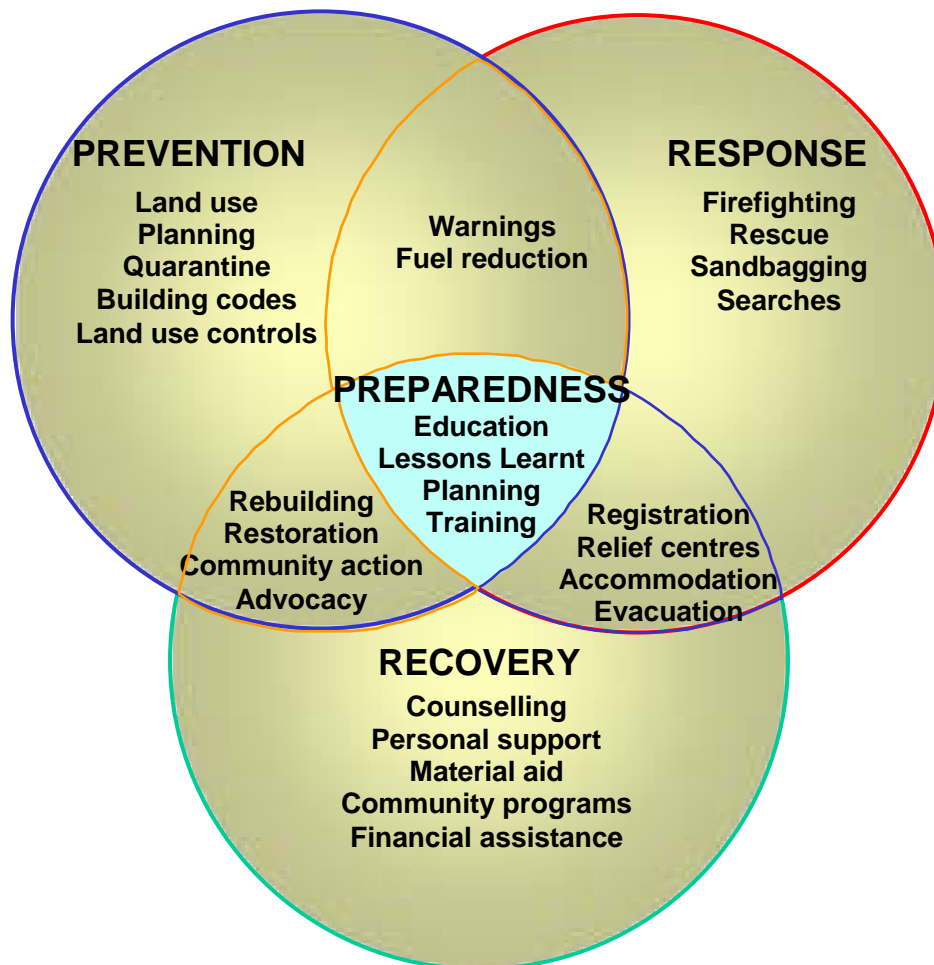 PREVENTION
Land use
Planning
Quarantine
Building codes
Land use controls
Warnings
Fuel reduction
RESPONSE
Firefighting
Rescue
Sandbagging
Searches
PREPAREDNESS
Education
Lessons Learnt
Planning
Training
Rebuilding
Restoration
Community action
Advocacy
Registration
Relief centres
Accommodation
Evacuation
RECOVERY
Counselling
Personal support
Material aid
Community programs
Financial assistance